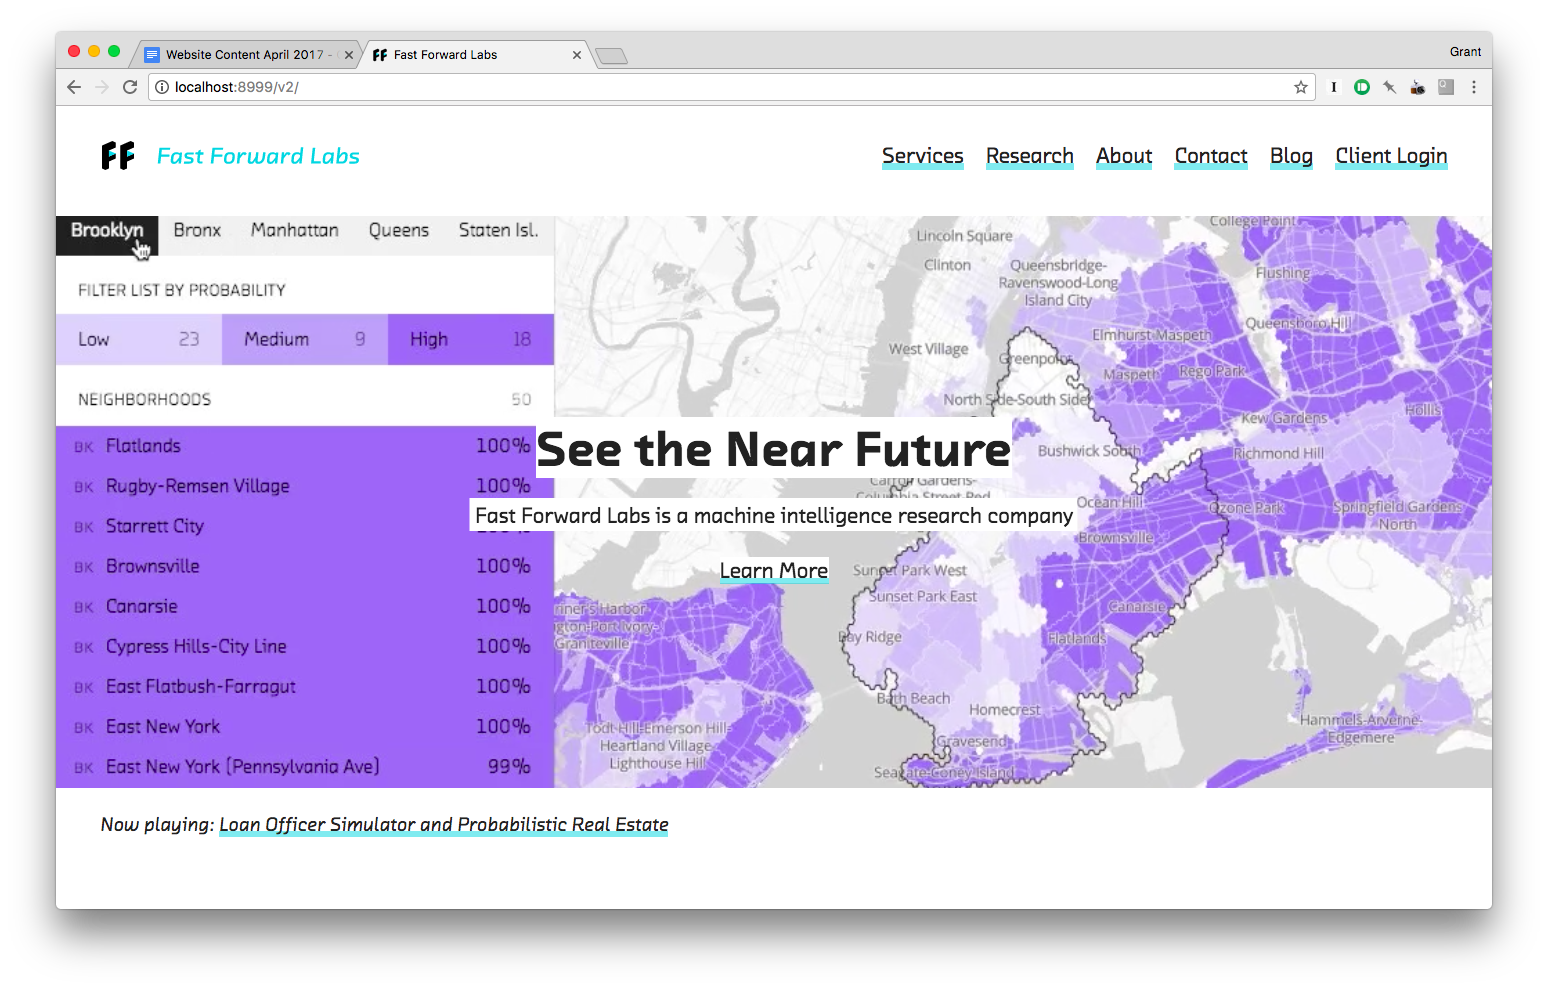 Website Content April 2017 -
Fast Forward Labs
Grant
localhost:8999/v2/
FF Fast Forward Labs
Services Research About Contact Blog Client Login
Brooklyn Bronx Manhattan Queens Staten Isl.
FILTER LIST BY PROBABILITY
Low 23 Medium 9 High 18
NEIGHBORHOODS 50
BK Flatlands 100%
BK Rugby-Remsen Village 100%
BK Starrett City
BK Brownsville 100%
BK Canarsie 100%
BK Cypress Hills-City Line 100%
BK East Flatbush-Farragut 100%
BK East New York 100%
BK East New York (Pennsylvania Ave) 99%
See the Near Future
Fast Forward Labs is a machine intelligence research company
Learn More
College Point
Lincoln Square
Clinton
Queensbridge-
Ravenswood-Long
Island City
Flushing
Queensboro Hill
Elmhurst-Maspeth
West Village
Greenpoint
Maspeth
Rego Park
North Side-South Side
Hollis
Kew Gardens
Bushwick South
Richmond Hill
Carroll Gardens-
Columbia Street-Red
Ocean Hill
Ozone Park
Springfield Gardens
North
Brownsville
Sunset Park West
Sunset Park East
Canarsie
Bay Ridge
Flatlands
riner's Harbor
gton-Port Ivory-
Graniteville
Bath Beach
Homecrest
Todt-Hill-Emerson Hill-
Heartland Village
Lighthouse Hill
Gravesend
Seagate-Coney Island
Hammels-Arverne-
Edgemere
Now playing: Loan Officer Simulator and Probabilistic Real Estate